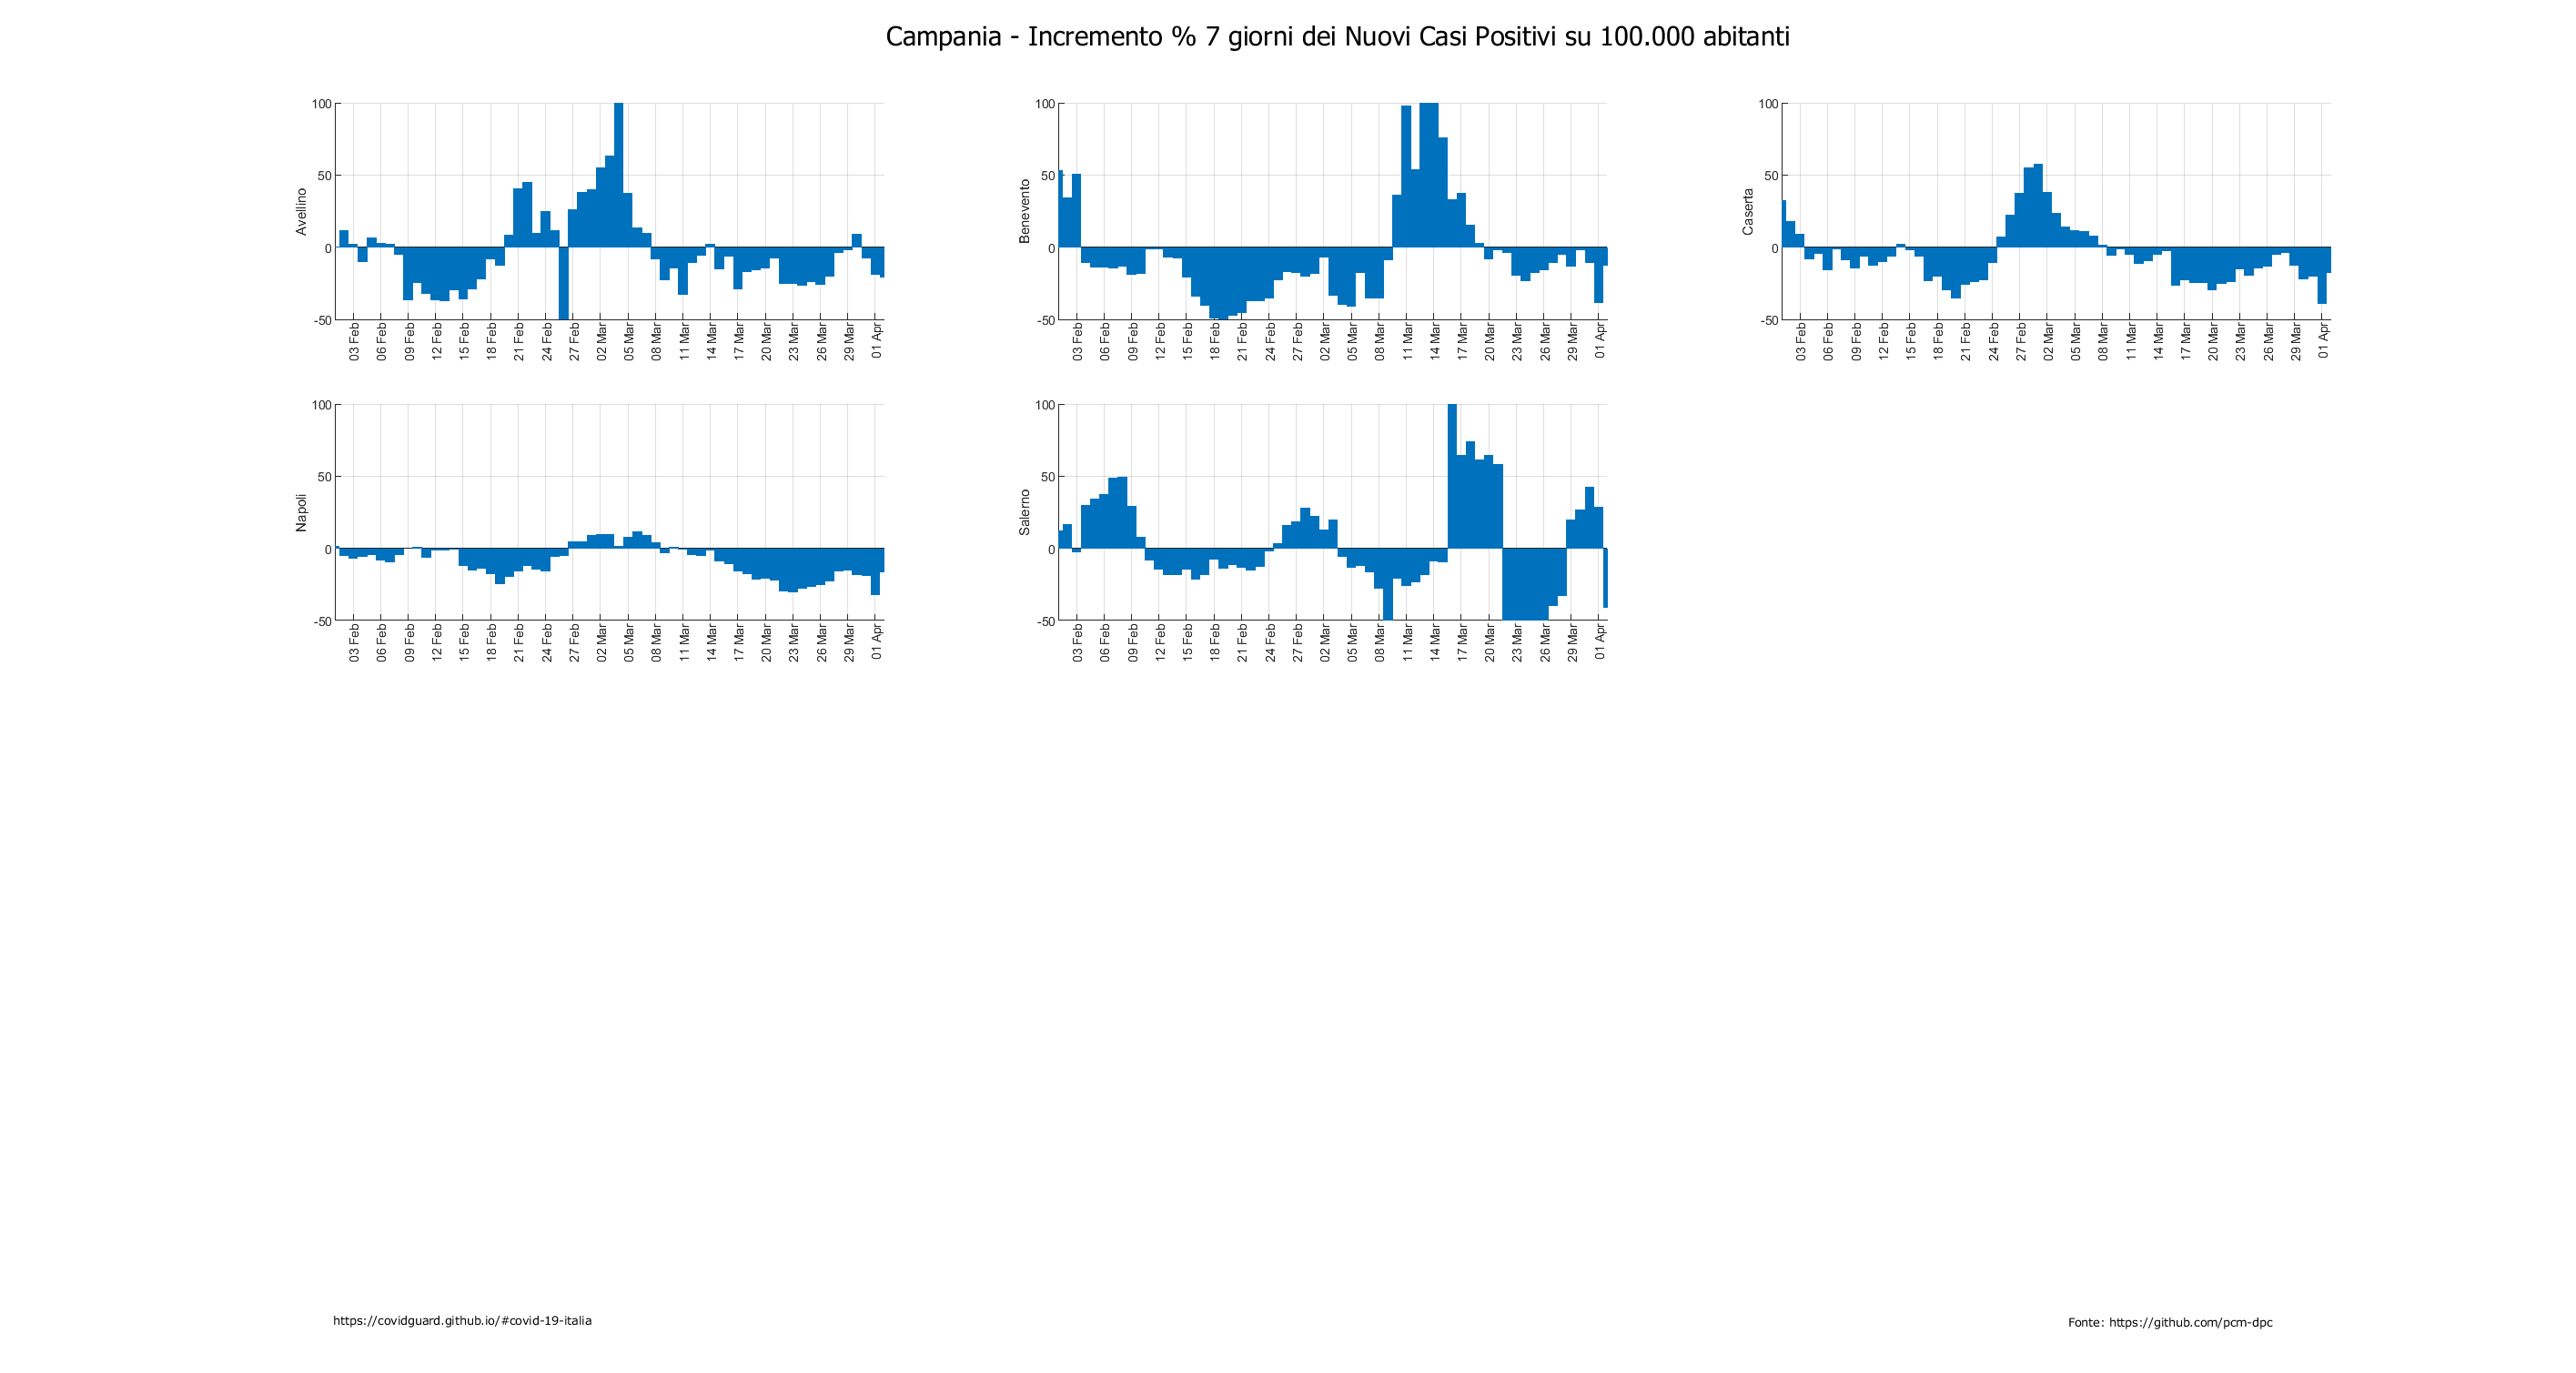 Campania - Incremento % 7 giorni dei Nuovi Casi Positivi su 100.000 abitanti
Avellino
100
50
0
-50
03 Feb
06 Feb
09 Feb
12 Feb
15 Feb
18 Feb
21 Feb
24 Feb
27 Feb
02 Mar
05 Mar
08 Mar
11 Mar
14 Mar
17 Mar
20 Mar
23 Mar
26 Mar
29 Mar
01 Apr
Benevento
100
50
0
-50
03 Feb
06 Feb
09 Feb
12 Feb
15 Feb
18 Feb
21 Feb
24 Feb
27 Feb
02 Mar
05 Mar
08 Mar
11 Mar
14 Mar
17 Mar
20 Mar
23 Mar
26 Mar
29 Mar
01 Apr
Caserta
100
50
0
-50
03 Feb
06 Feb
09 Feb
12 Feb
15 Feb
18 Feb
21 Feb
24 Feb
27 Feb
02 Mar
05 Mar
08 Mar
11 Mar
14 Mar
17 Mar
20 Mar
23 Mar
26 Mar
29 Mar
01 Apr
Napoli
100
50
0
-50
03 Feb
06 Feb
09 Feb
12 Feb
15 Feb
18 Feb
21 Feb
24 Feb
27 Feb
02 Mar
05 Mar
08 Mar
11 Mar
14 Mar
17 Mar
20 Mar
23 Mar
26 Mar
29 Mar
01 Apr
Salerno
100
50
0
-50
03 Feb
06 Feb
09 Feb
12 Feb
15 Feb
18 Feb
21 Feb
24 Feb
27 Feb
02 Mar
05 Mar
08 Mar
11 Mar
14 Mar
17 Mar
20 Mar
23 Mar
26 Mar
29 Mar
01 Apr
https://covidguard.github.io/#covid-19-italia
Fonte: https://github.com/pcm-dpc